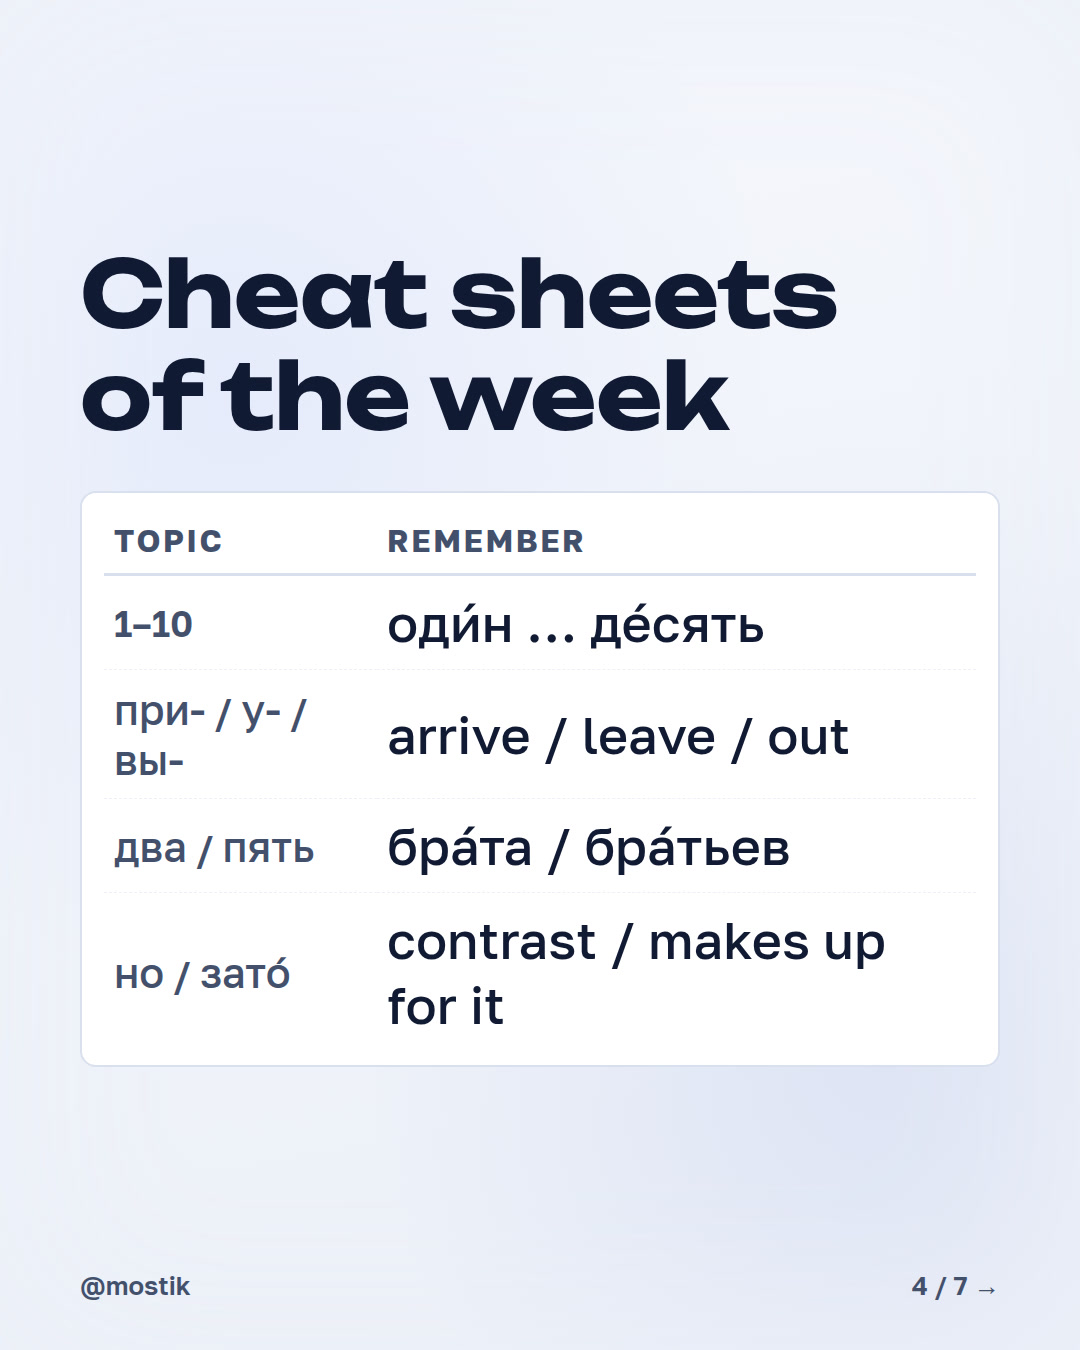 Cheat sheets
of the week
TOPIC REMEMBER
1–10 оди́н … де́сять
при- / у- /
вы-
arrive / leave / out
два / пять бра́та / бра́тьев
но / зато́
contrast / makes up
for it
@mostik 4 / 7 →